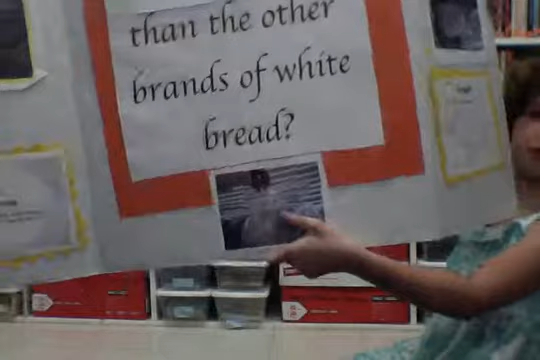 than the other
brands of white
bread?